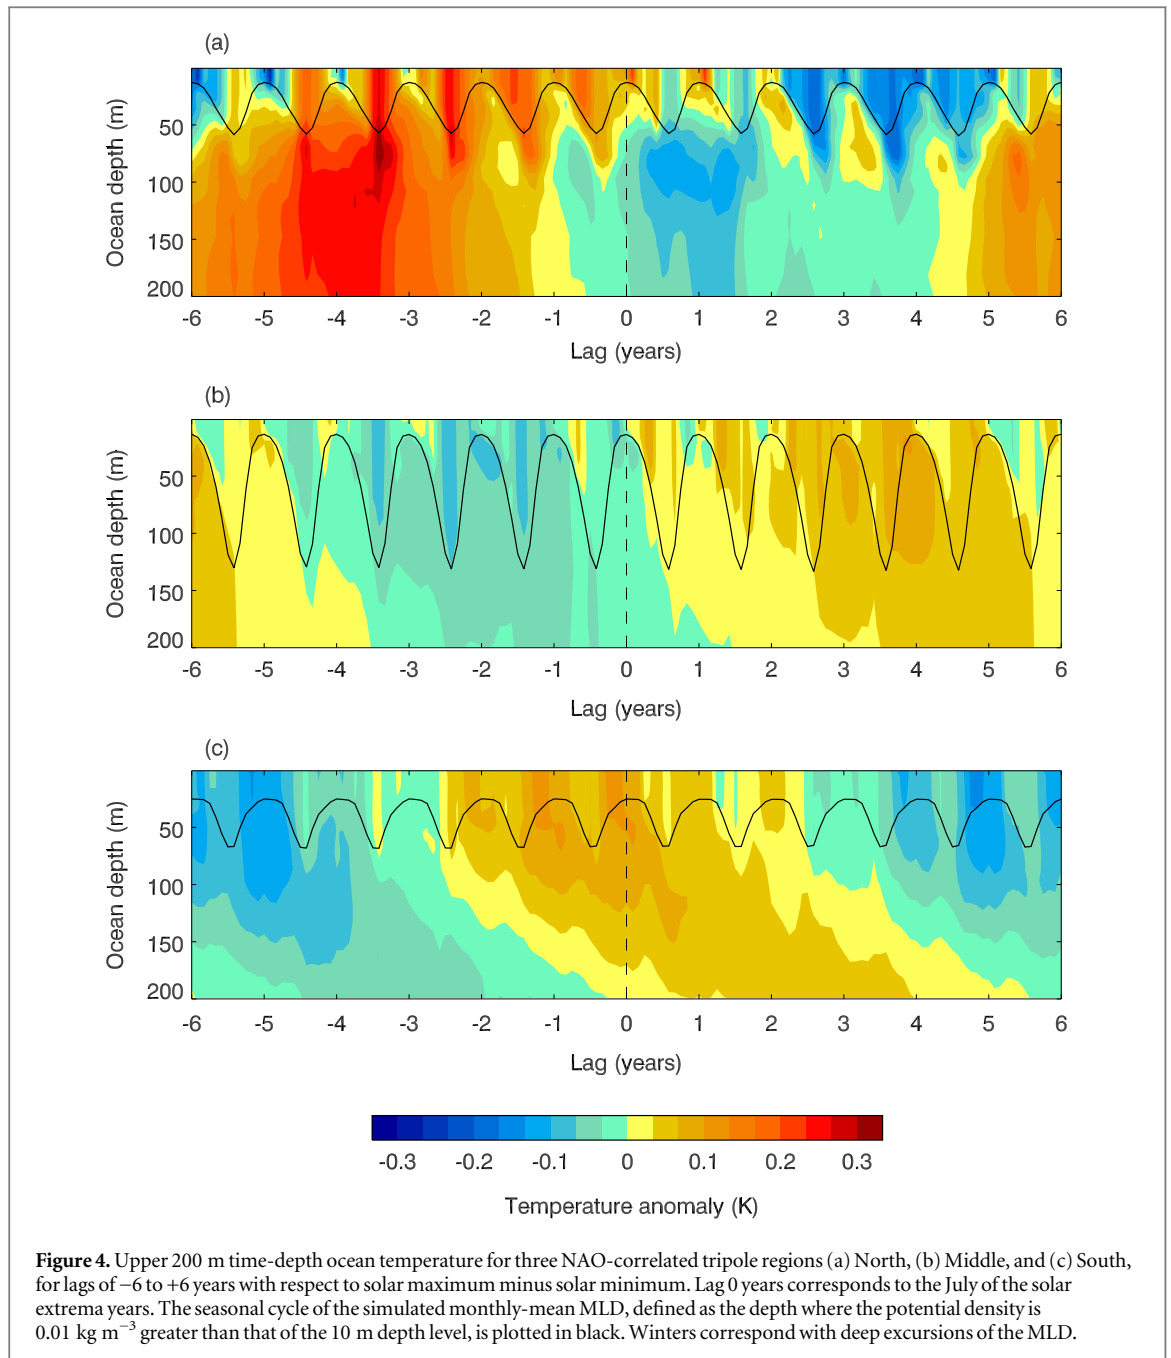 (a)
Ocean depth (m)
50
100
150
200
-6 -5 -4 -3 -2 -1 0 1 2 3 4 5 6
Lag (years)
(b)
Ocean depth (m)
50
100
150
200
-6 -5 -4 -3 -2 -1 0 1 2 3 4 5 6
Lag (years)
(c)
Ocean depth (m)
50
100
150
200
-6 -5 -4 -3 -2 -1 0 1 2 3 4 5 6
Lag (years)
-0.3 -0.2 -0.1 0 0.1 0.2 0.3
Temperature anomaly (K)
Figure 4. Upper 200 m time-depth ocean temperature for three NAO-correlated tripole regions (a) North, (b) Middle, and (c) South,
for lags of −6 to +6 years with respect to solar maximum minus solar minimum. Lag 0 years corresponds to the July of the solar
extrema years. The seasonal cycle of the simulated monthly-mean MLD, defined as the depth where the potential density is
0.01 kg m⁻³ greater than that of the 10 m depth level, is plotted in black. Winters correspond with deep excursions of the MLD.